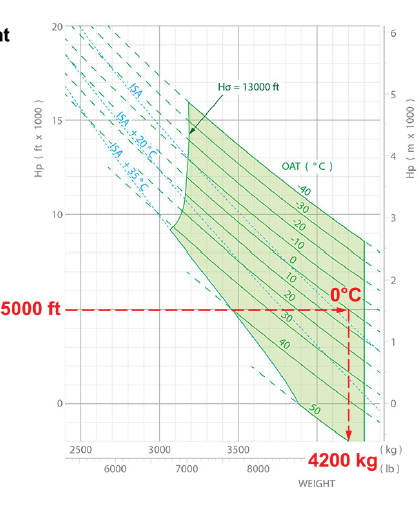 nt
20
15
10
5000 ft
0
Hp ( ft x 1000 )
ISA
ISA +20°C
ISA +35°C
Hσ = 13000 ft
OAT ( °C )
-40
-30
-20
-10
0
10
20
30
40
50
0°C
6
5
4
3
2
1
0
Hp ( m x 1000 )
2500 3000 3500 (kg)
4200 kg
6000 7000 8000 (lb)
WEIGHT